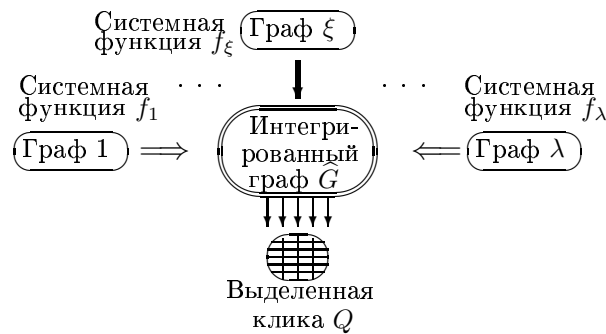 Системная
функция f_ξ
Граф ξ
Системная
функция f_1
. . .
. . .
Системная
функция f_λ
Граф 1
Интегри-
рованный
граф Ĝ
Граф λ
Выделенная
клика Q